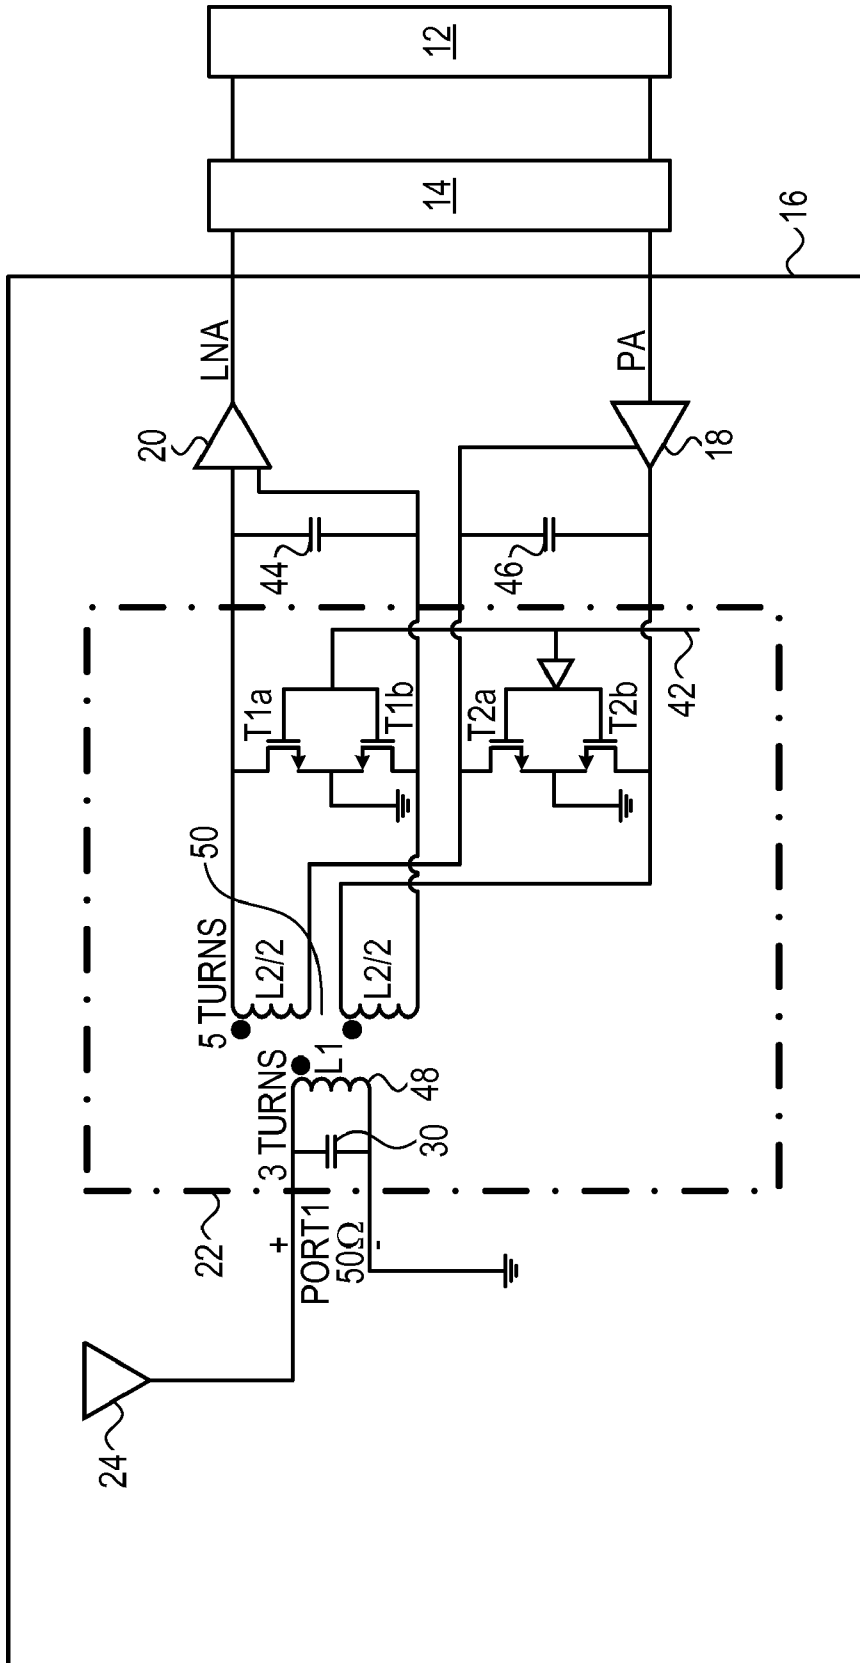 12
14
16
LNA
PA
20
18
44
46
T1a
T1b
T2a
T2b
42
50
5 TURNS
L2/2
L2/2
3 TURNS
L1
48
30
22
+
PORT1
50Ω
-
24